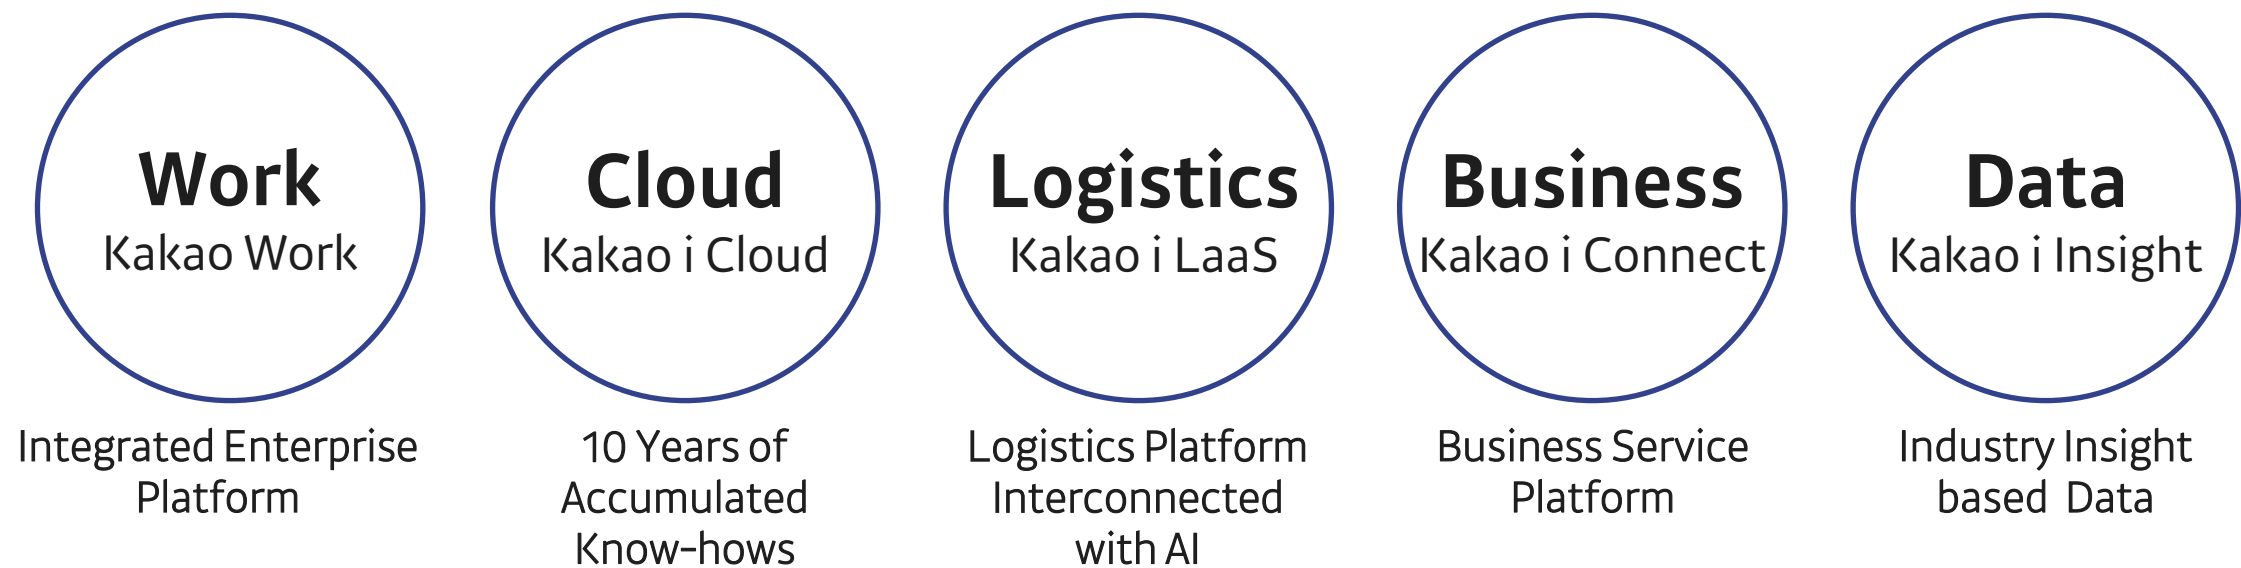 Work
Kakao Work
Integrated Enterprise
Platform
Cloud
Kakao i Cloud
10 Years of
Accumulated
Know-hows
Logistics
Kakao i LaaS
Logistics Platform
Interconnected
with AI
Business
Kakao i Connect
Business Service
Platform
Data
Kakao i Insight
Industry Insight
based  Data